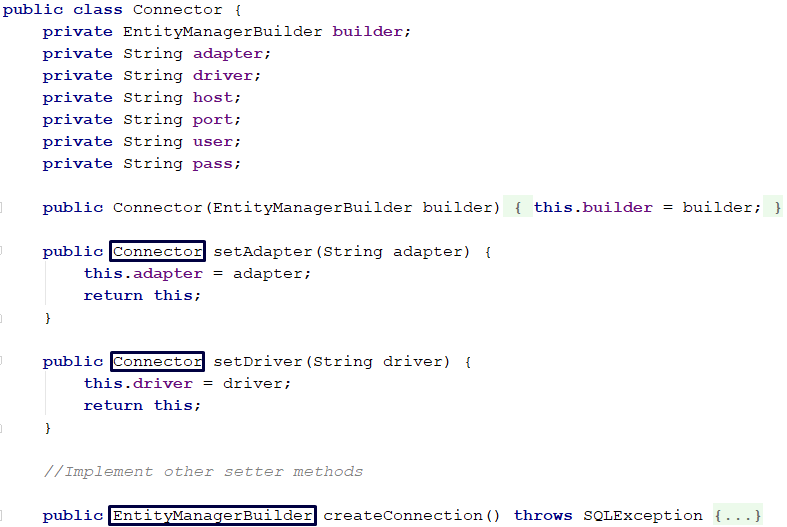 public class Connector {
    private EntityManagerBuilder builder;
    private String adapter;
    private String driver;
    private String host;
    private String port;
    private String user;
    private String pass;
    public Connector(EntityManagerBuilder builder) { this.builder = builder; }
    public Connector setAdapter(String adapter) {
        this.adapter = adapter;
        return this;
    }
    public Connector setDriver(String driver) {
        this.driver = driver;
        return this;
    }
    //Implement other setter methods
    public EntityManagerBuilder createConnection() throws SQLException {...}